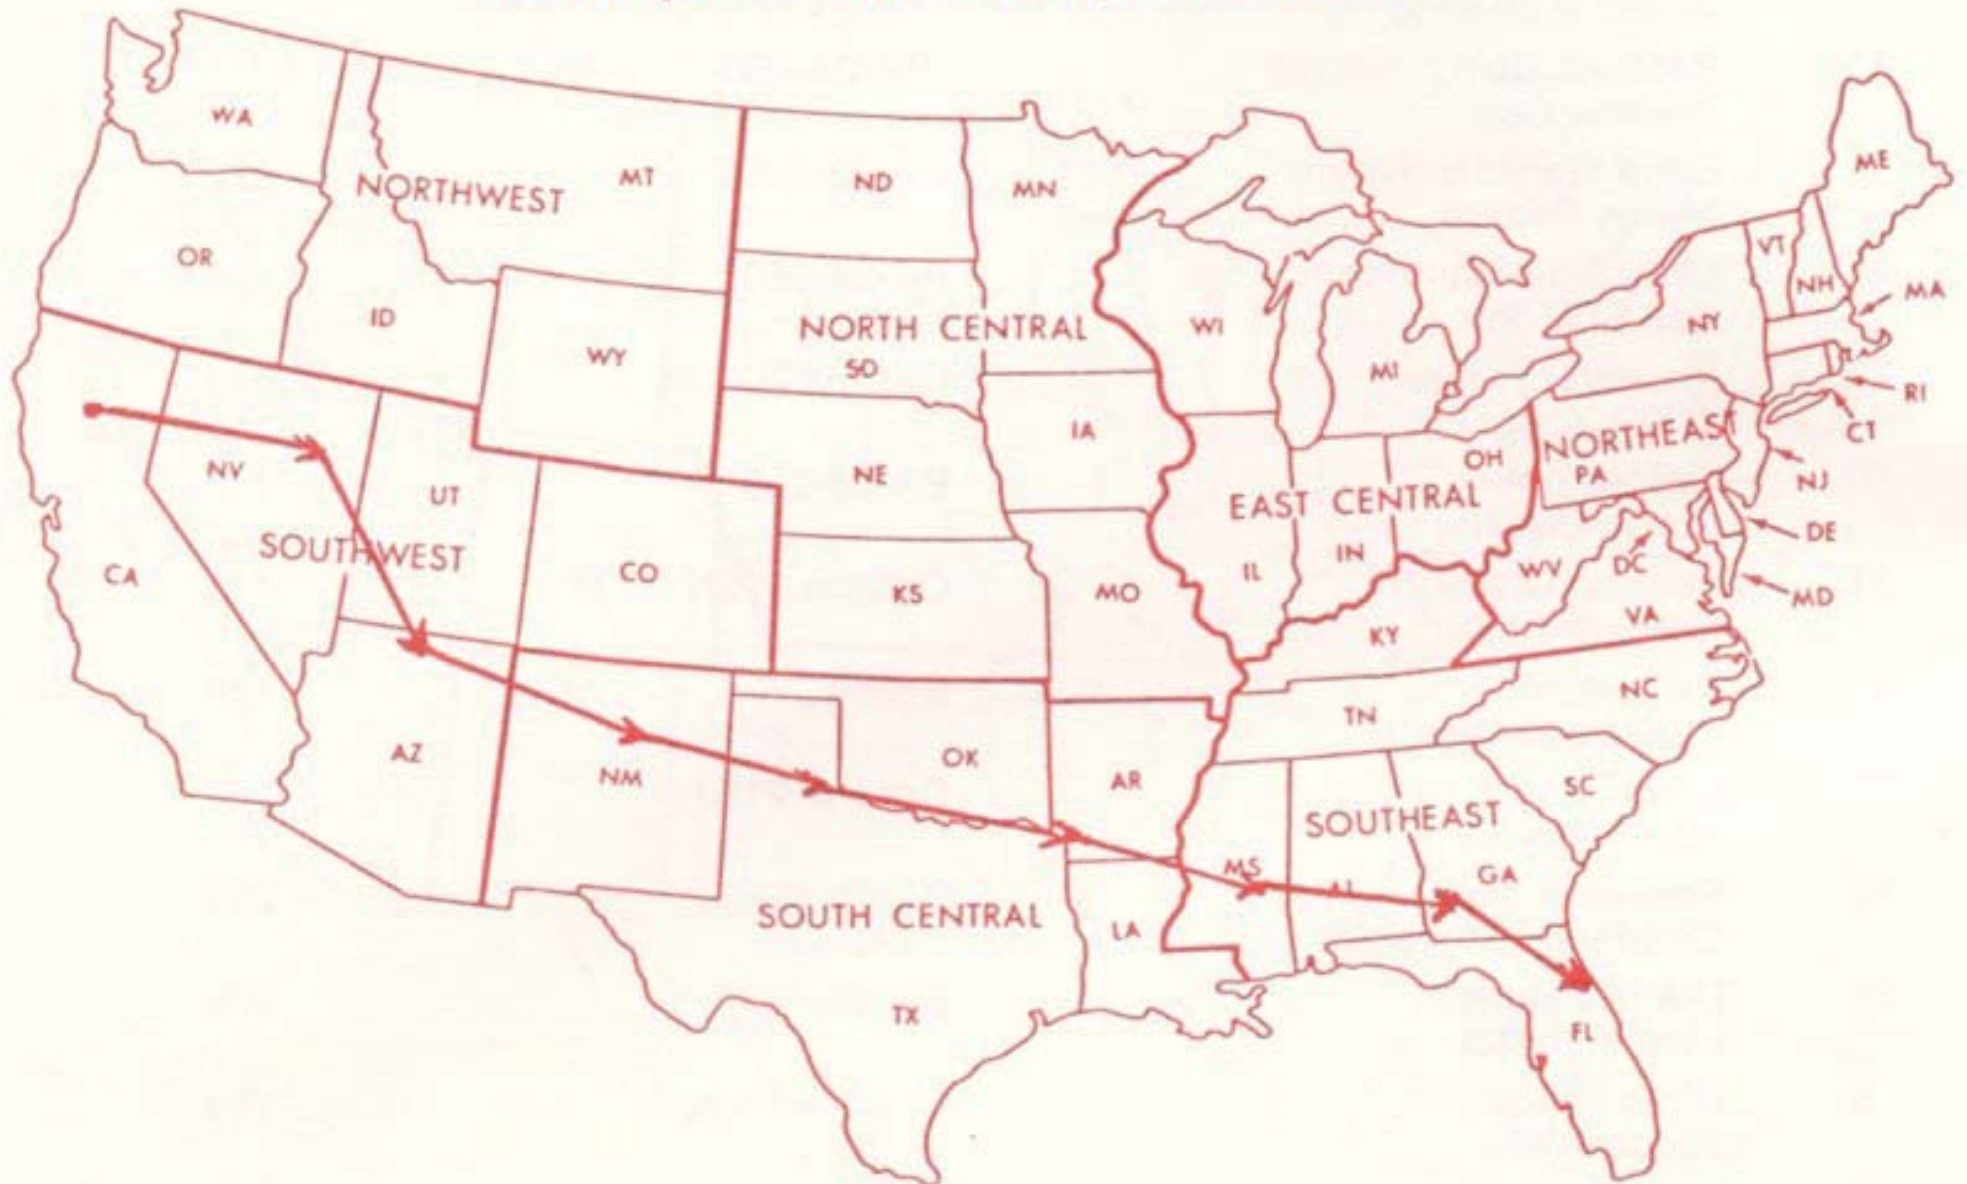 WA
ME
MT
ND
MN
NORTHWEST
VT
OR
NH
MA
ID
NORTH CENTRAL
WI
NY
WY
SD
MI
RI
IA
CT
NORTHEAST
OH
PA
NV
NE
NJ
UT
EAST CENTRAL
DE
SOUTHWEST
IN
DC
CA
CO
IL
WV
KS
MO
MD
VA
KY
NC
TN
AZ
NM
OK
AR
SC
SOUTHEAST
MS
GA
AL
SOUTH CENTRAL
LA
TX
FL